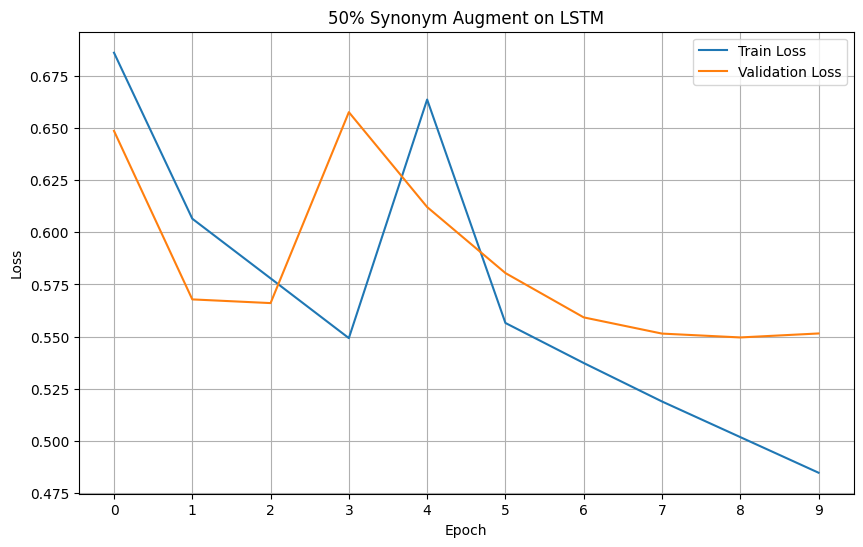 50% Synonym Augment on LSTM
Train Loss
Validation Loss
0.675
0.650
0.625
0.600
0.575
0.550
0.525
0.500
0.475
Loss
0 1 2 3 4 5 6 7 8 9
Epoch